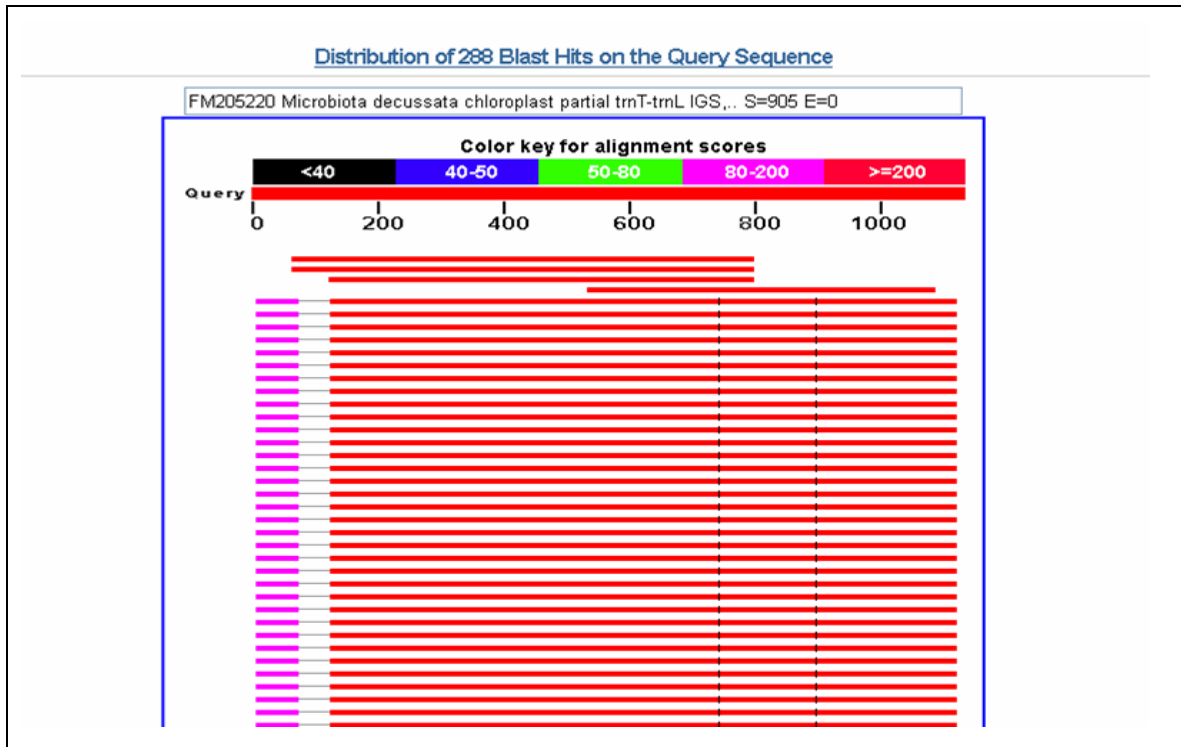 Distribution of 288 Blast Hits on the Query Sequence
FM205220 Microbiota decussata chloroplast partial trnT-trnL IGS,.. S=905 E=0
Color key for alignment scores
<40 40-50 50-80 80-200 >=200
Query
0 200 400 600 800 1000